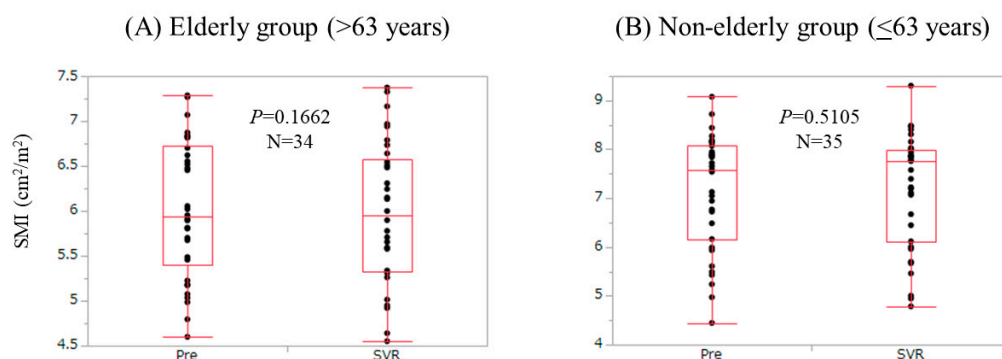 (A) Elderly group (>63 years)
SMI (cm²/m²)
7.5
7
6.5
6
5.5
5
4.5
P=0.1662
N=34
Pre
SVR
(B) Non-elderly group (≤63 years)
9
8
7
6
5
4
P=0.5105
N=35
Pre
SVR